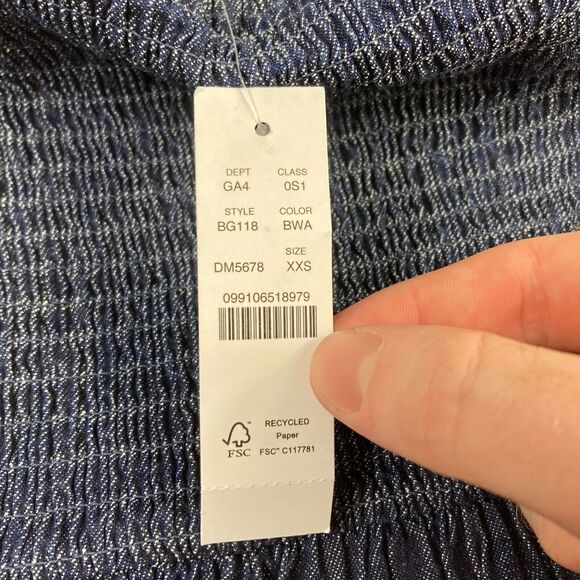 DEPT CLASS
GA4 0S1
STYLE COLOR
BG118 BWA
SIZE
DM5678 XXS
099106518979
RECYCLED
Paper
FSC™ C117781
FSC